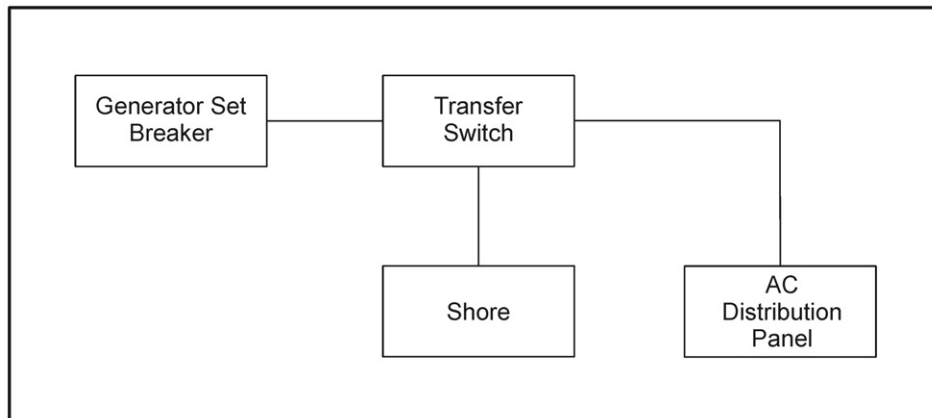 Generator Set
Breaker
Transfer
Switch
Shore
AC
Distribution
Panel